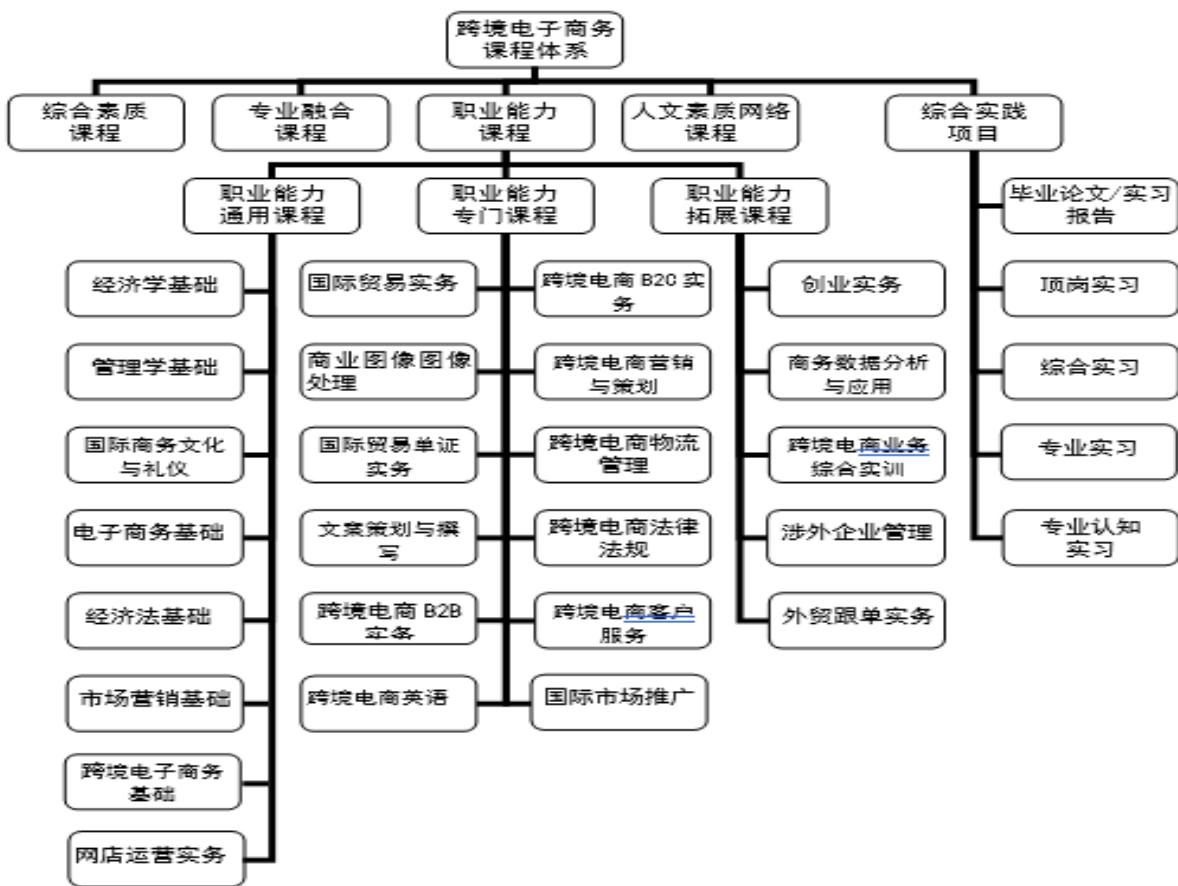 跨境电子商务
课程体系
综合素质
课程
专业融合
课程
职业能力
课程
人文素质网络
课程
综合实践
项目
职业能力
通用课程
职业能力
专门课程
职业能力
拓展课程
毕业论文/实习
报告
经济学基础
国际贸易实务
跨境电商 B2C 实
务
创业实务
顶岗实习
管理学基础
商业图像图像
处理
跨境电商营销
与策划
商务数据分析
与应用
综合实习
国际商务文化
与礼仪
国际贸易单证
实务
跨境电商物流
管理
跨境电商业务
综合实训
专业实习
电子商务基础
文案策划与撰
写
跨境电商法律
法规
涉外企业管理
专业认知
实习
经济法基础
跨境电商 B2B
实务
跨境电商客户
服务
外贸跟单实务
市场营销基础
跨境电商英语
国际市场推广
跨境电子商务
基础
网店运营实务